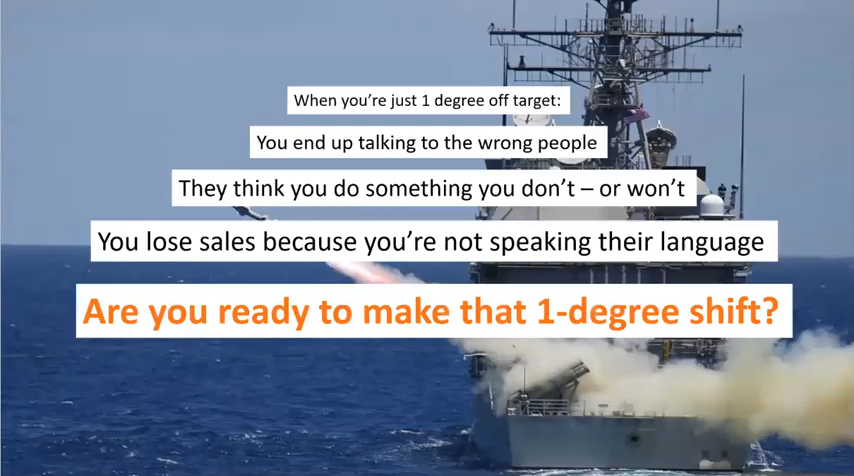 When you’re just 1 degree off target:
You end up talking to the wrong people
They think you do something you don’t – or won’t
You lose sales because you’re not speaking their language
Are you ready to make that 1-degree shift?